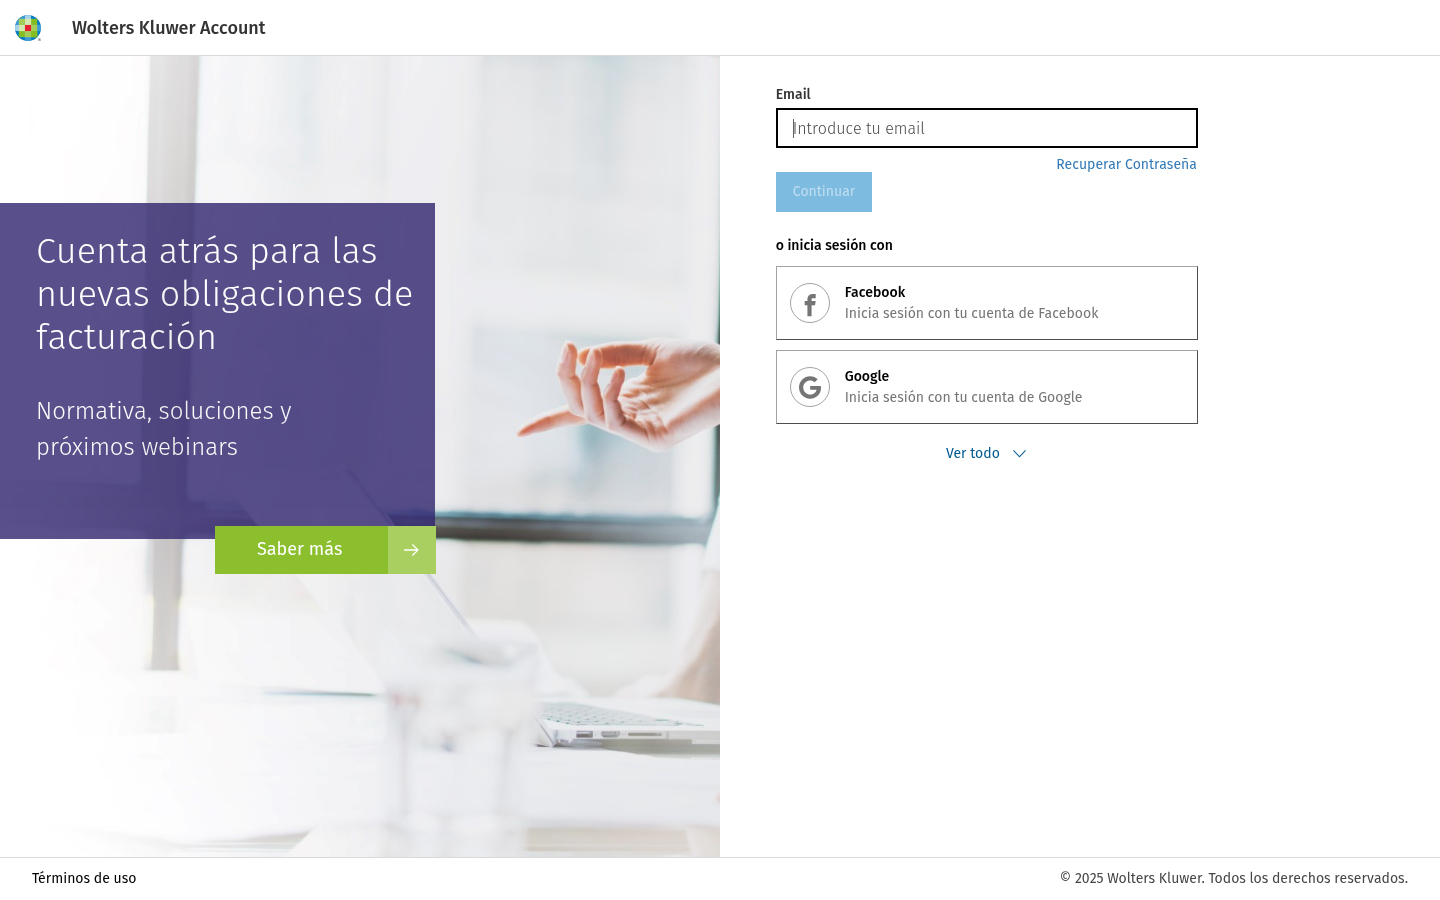 Wolters Kluwer Account
Cuenta atrás para las
nuevas obligaciones de
facturación
Normativa, soluciones y
próximos webinars
Saber más
Email
Introduce tu email
Recuperar Contraseña
Continuar
o inicia sesión con
Facebook
Inicia sesión con tu cuenta de Facebook
Google
Inicia sesión con tu cuenta de Google
Ver todo
Términos de uso
© 2025 Wolters Kluwer. Todos los derechos reservados.